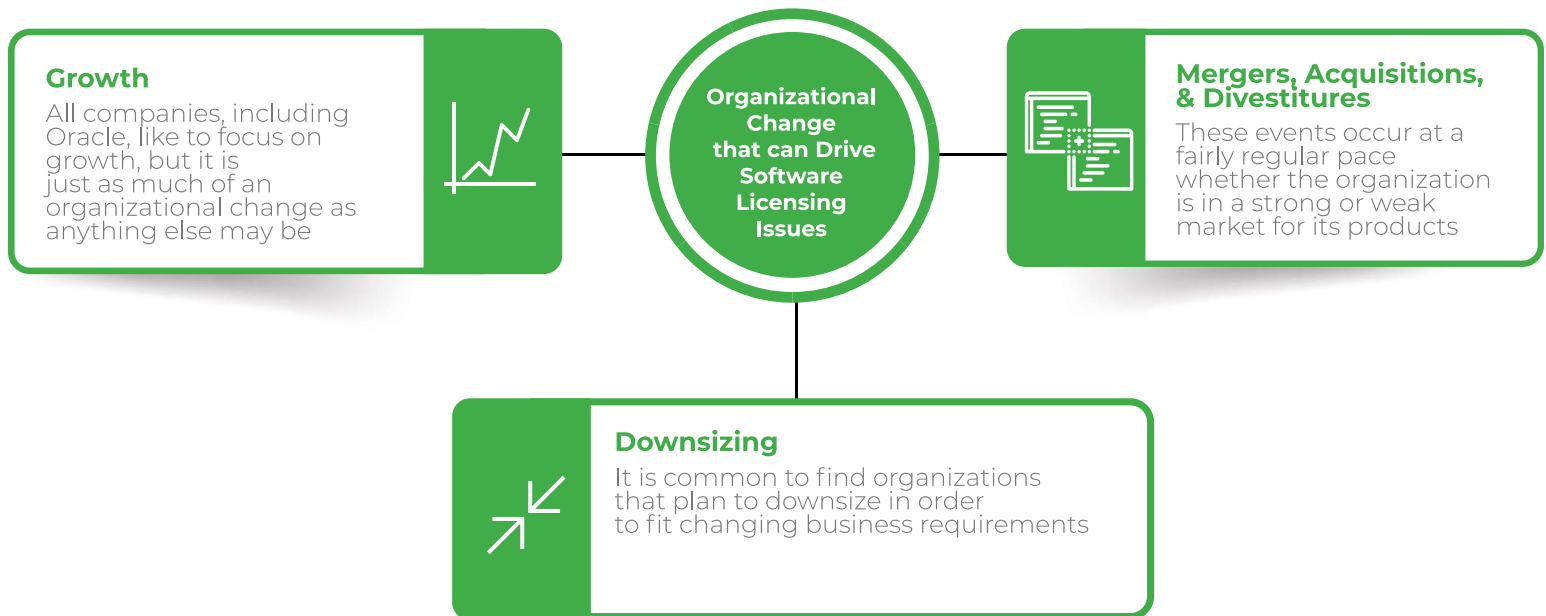 Growth
All companies, including
Oracle, like to focus on
growth, but it is
just as much of an
organizational change as
anything else may be
Organizational
Change
that can Drive
Software
Licensing
Issues
Mergers, Acquisitions,
& Divestitures
These events occur at a
fairly regular pace
whether the organization
is in a strong or weak
market for its products
Downsizing
It is common to find organizations
that plan to downsize in order
to fit changing business requirements